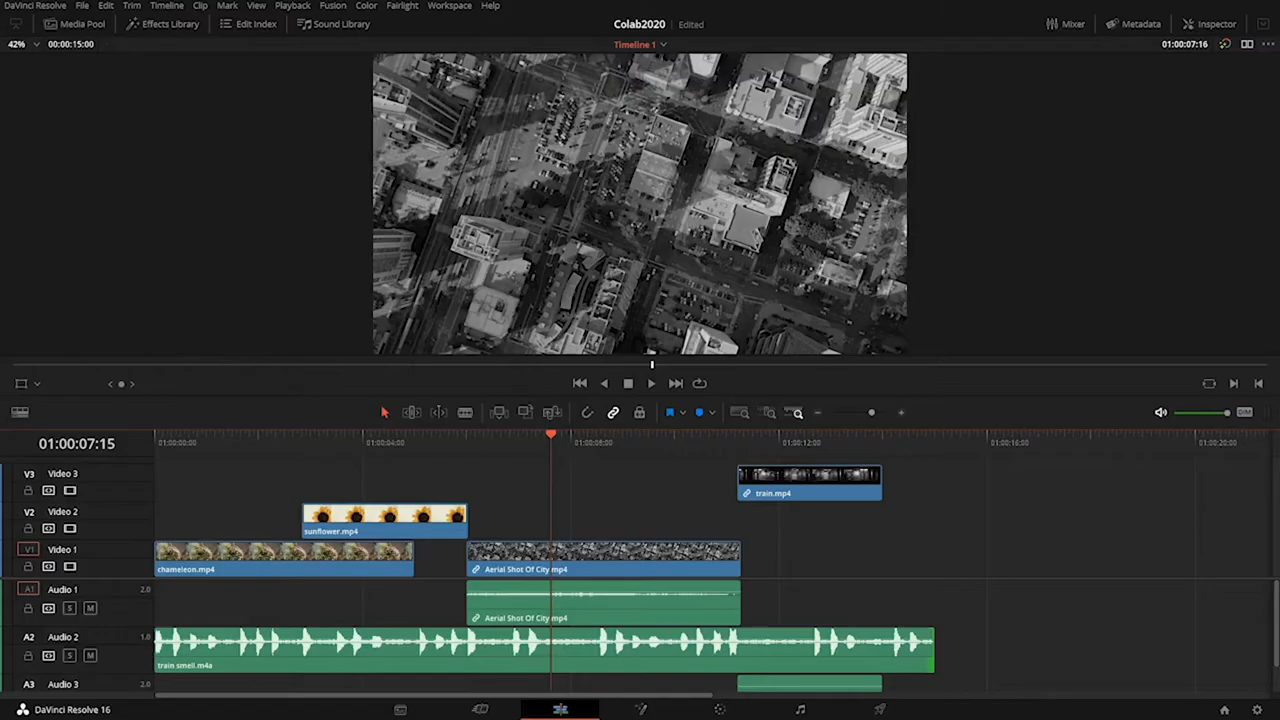 DaVinci Resolve File Edit Trim Timeline Clip Mark View Playback Fusion Color Fairlight Workspace Help
Media Pool Effects Library Edit Index Sound Library Colab2020 Edited Mixer Metadata Inspector
42% 00:00:15:00 Timeline 1 01:00:07:16
DIM
01:00:07:15 01:00:00:00 01:00:04:00 01:00:08:00 01:00:12:00 01:00:16:00 01:00:20:00
V3 Video 3
train.mp4
V2 Video 2
sunflower.mp4
V1 Video 1
chameleon.mp4 Aerial Shot Of City.mp4
A1 Audio 1 2.0
S M
Aerial Shot Of City.mp4
A2 Audio 2 1.0
S M
train smell.m4a
A3 Audio 3 2.0
DaVinci Resolve 16